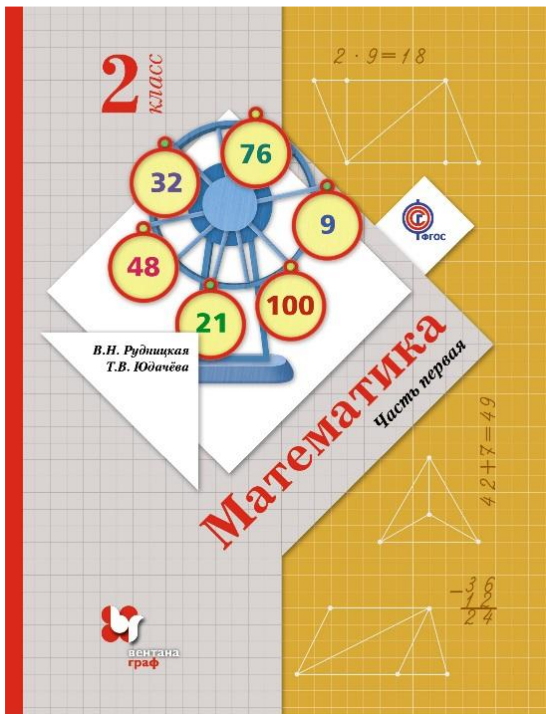 2
класс
2 · 9=18
76
32
9
ФГОС
48
100
21
В.Н. Рудницкая
Т.В. Юдачёва
Математика
Часть первая
42+7=49
-36
12
24
вентана
граф